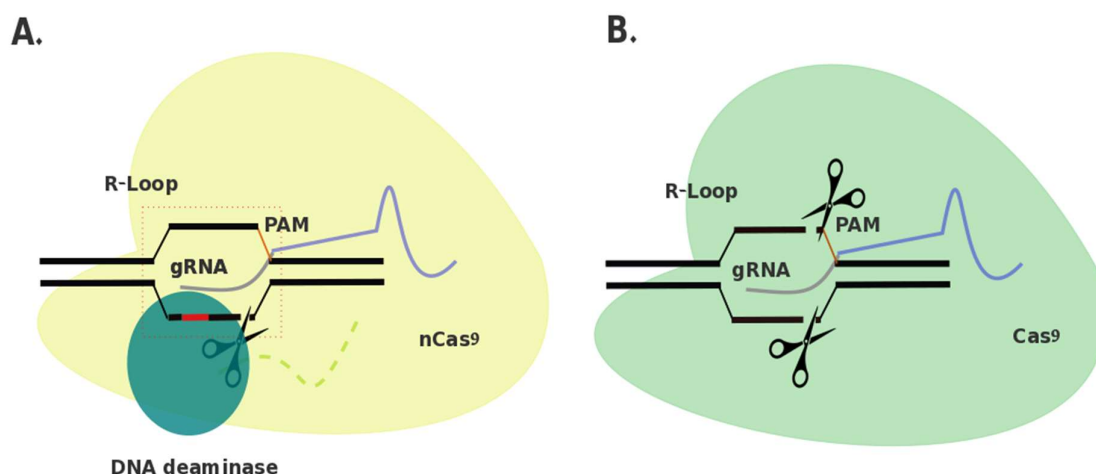 A.
R-Loop
PAM
gRNA
nCas9
DNA deaminase
B.
R-Loop
PAM
gRNA
Cas9